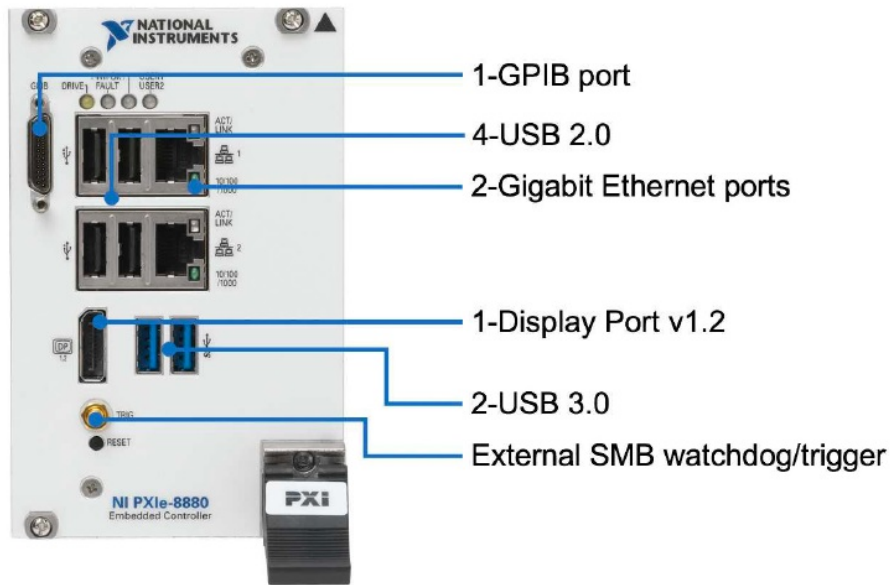 NATIONAL
INSTRUMENTS
GPIB
DRIVE
FAULT
USER2
ACT/
LINK
1
10/100
/1000
ACT/
LINK
2
10/100
/1000
DP
1.2
TRIG
RESET
NI PXIe-8880
Embedded Controller
PXI
1-GPIB port
4-USB 2.0
2-Gigabit Ethernet ports
1-Display Port v1.2
2-USB 3.0
External SMB watchdog/trigger